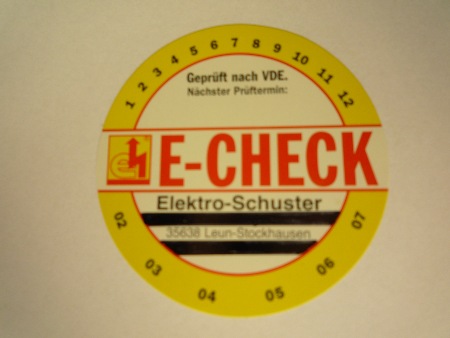 1 2 3 4 5 6 7 8 9 10 11 12
Geprüft nach VDE.
Nächster Prüftermin:
e E-CHECK
Elektro-Schuster
35638 Leun-Stockhausen
02 03 04 05 06 07